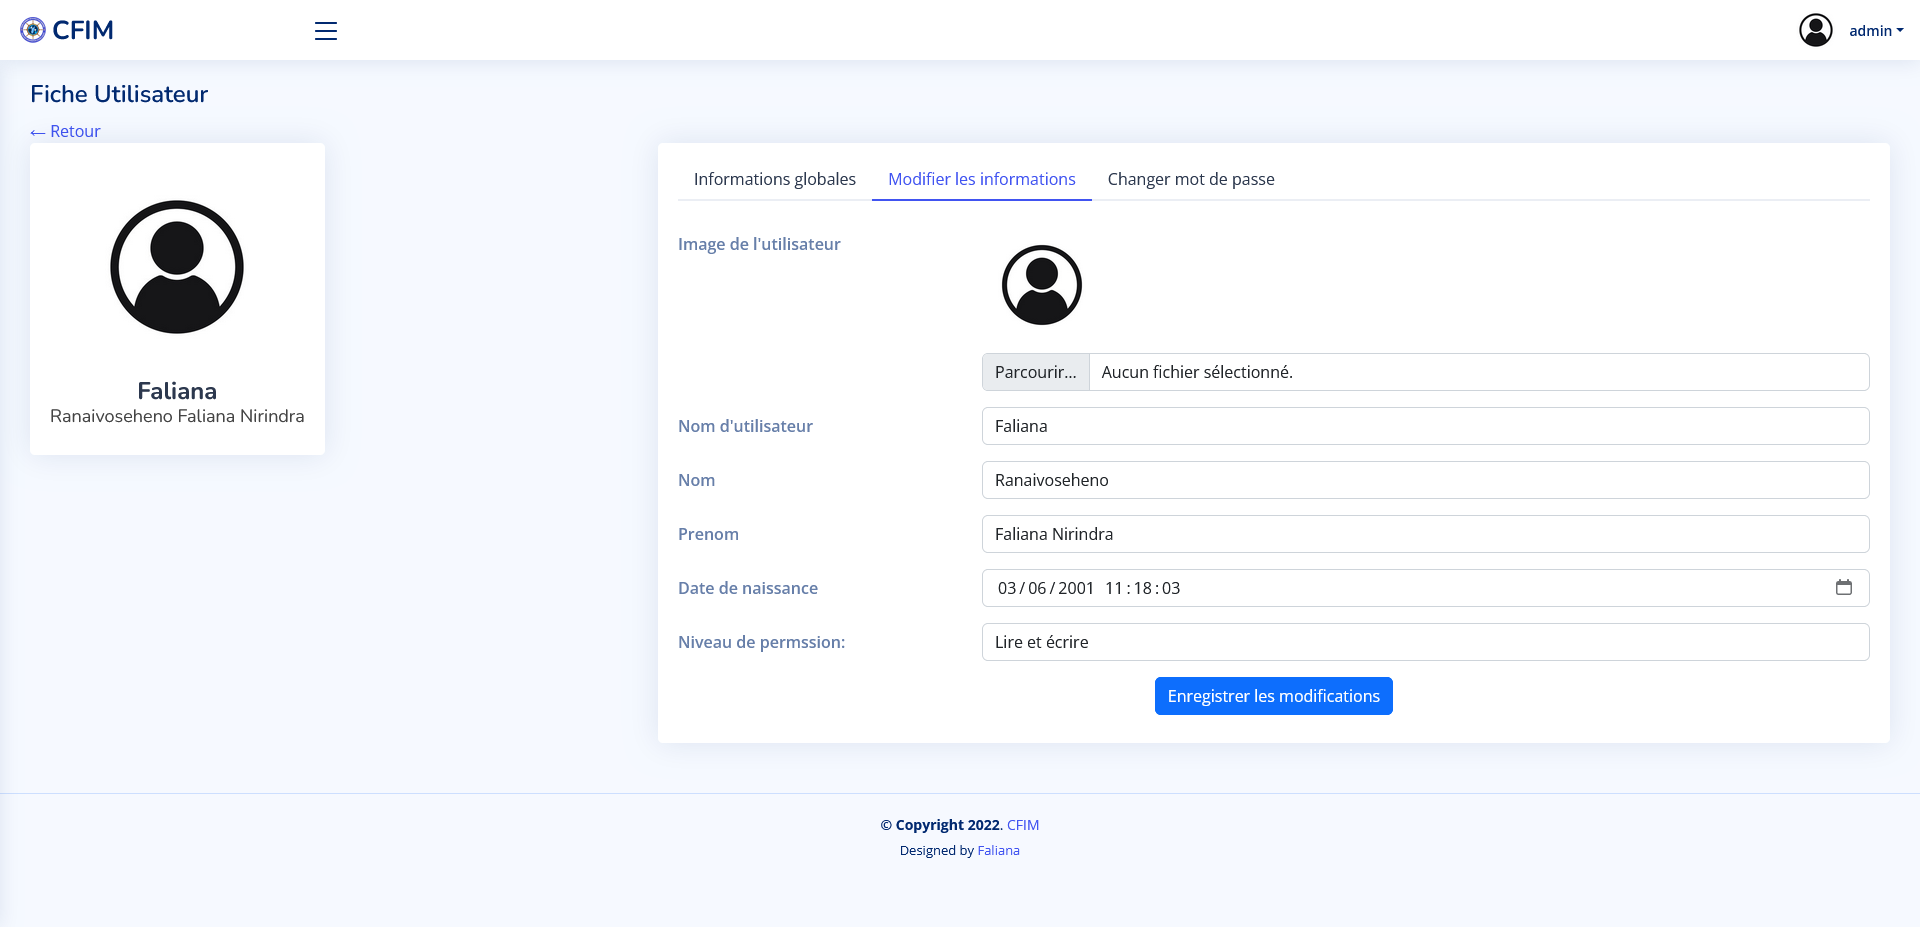 CFIM
admin
Fiche Utilisateur
← Retour
Faliana
Ranaivoseheno Faliana Nirindra
Informations globales Modifier les informations Changer mot de passe
Image de l'utilisateur
Parcourir... Aucun fichier sélectionné.
Nom d'utilisateur Faliana
Nom Ranaivoseheno
Prenom Faliana Nirindra
Date de naissance 03/06/2001 11:18:03
Niveau de permssion: Lire et écrire
Enregistrer les modifications
© Copyright 2022. CFIM
Designed by Faliana